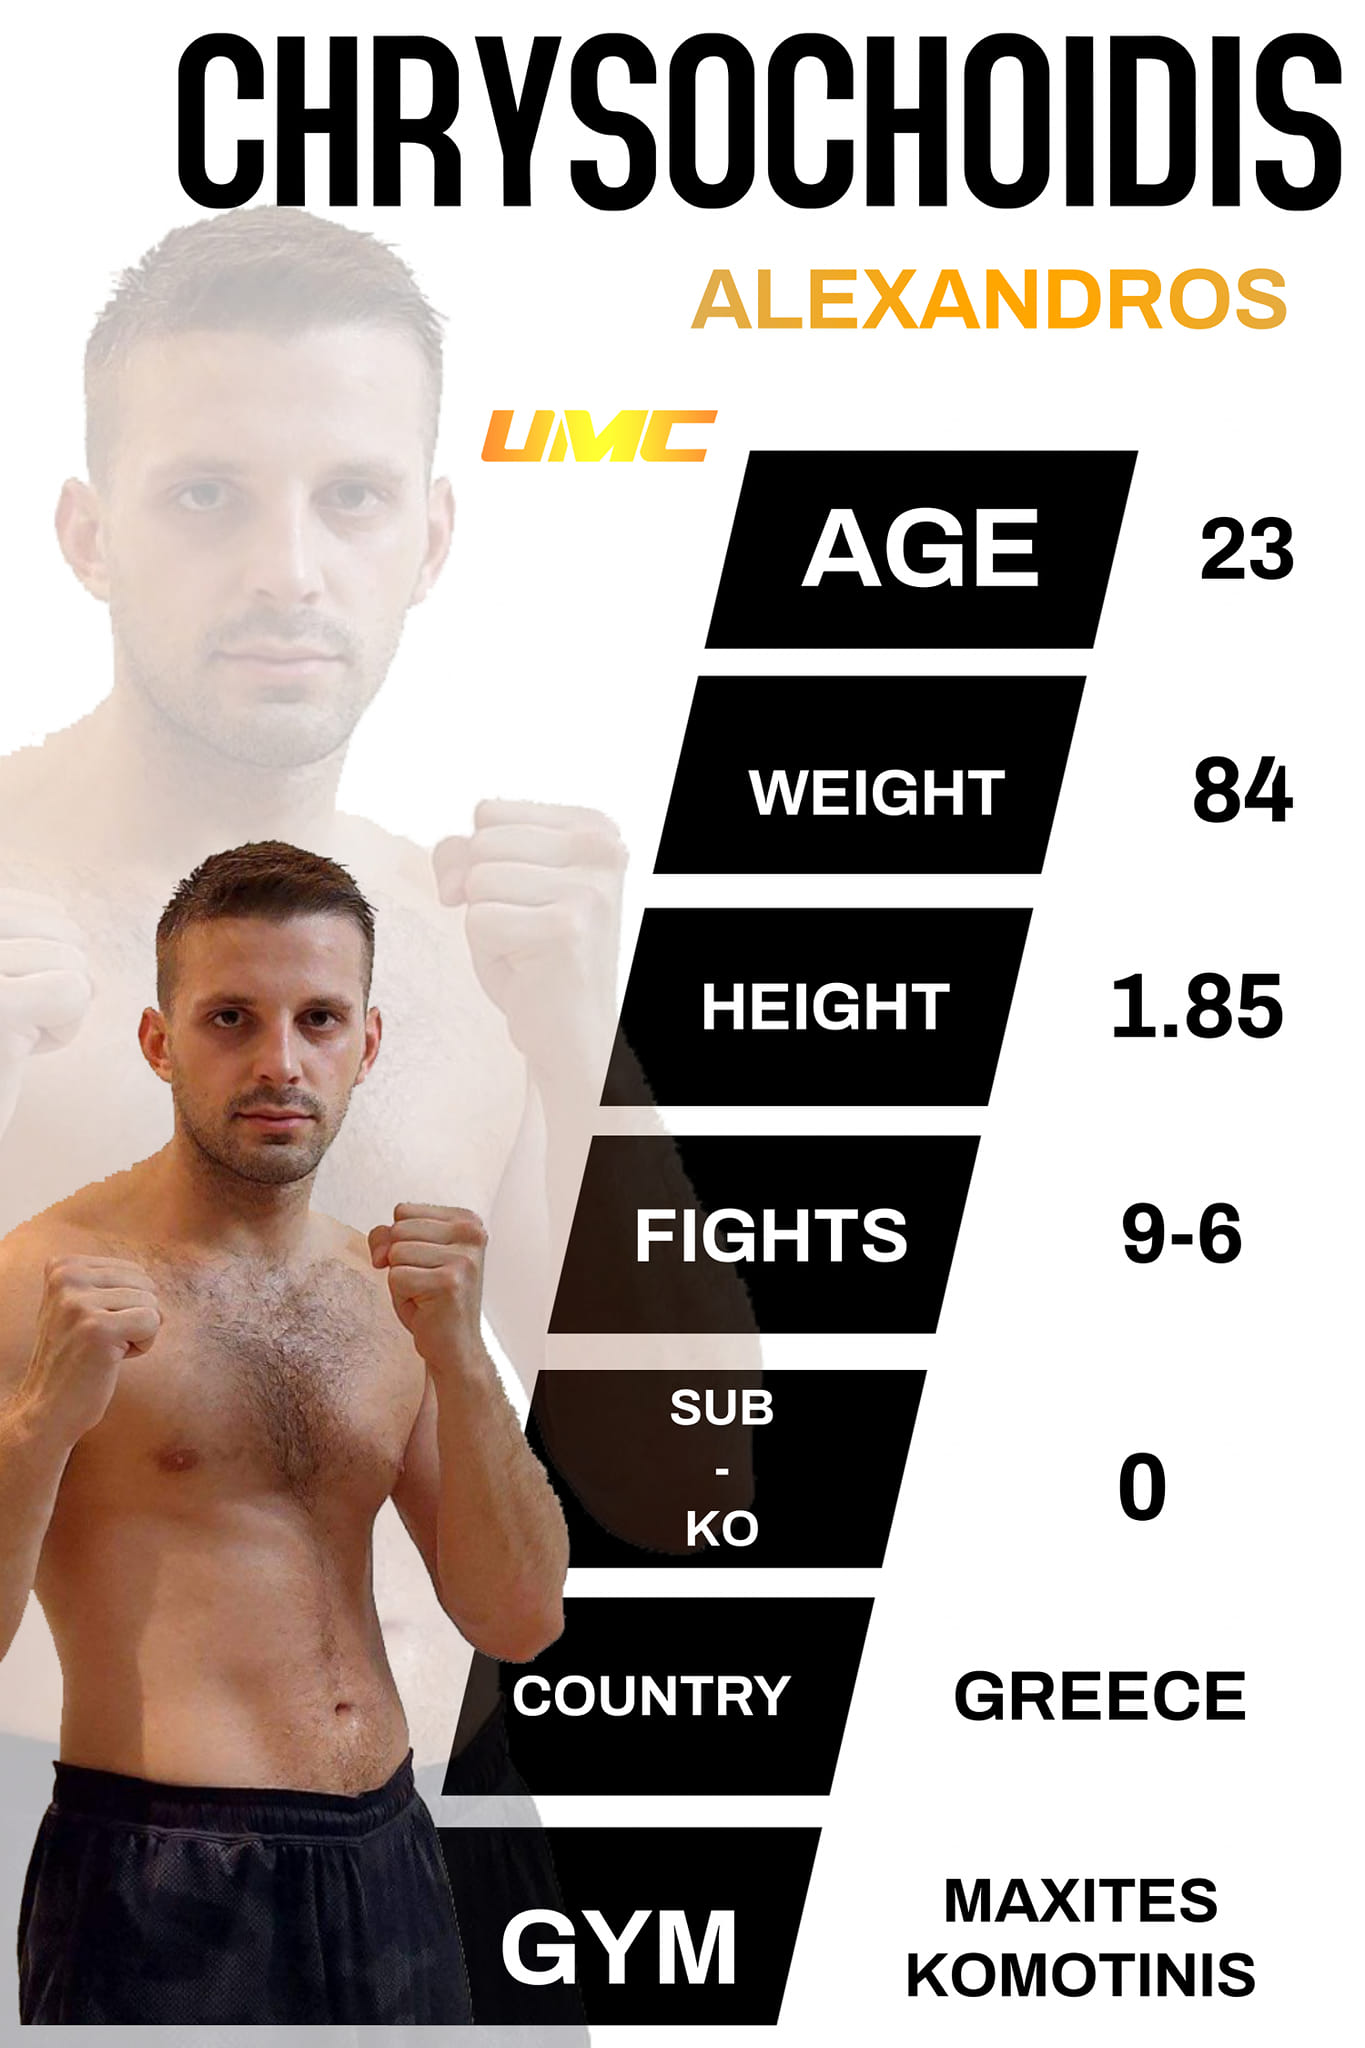 CHRYSOCHOIDIS
ALEXANDROS
UMC
AGE 23
WEIGHT 84
HEIGHT 1.85
FIGHTS 9-6
SUB
-
KO
0
COUNTRY GREECE
GYM
MAXITES
KOMOTINIS